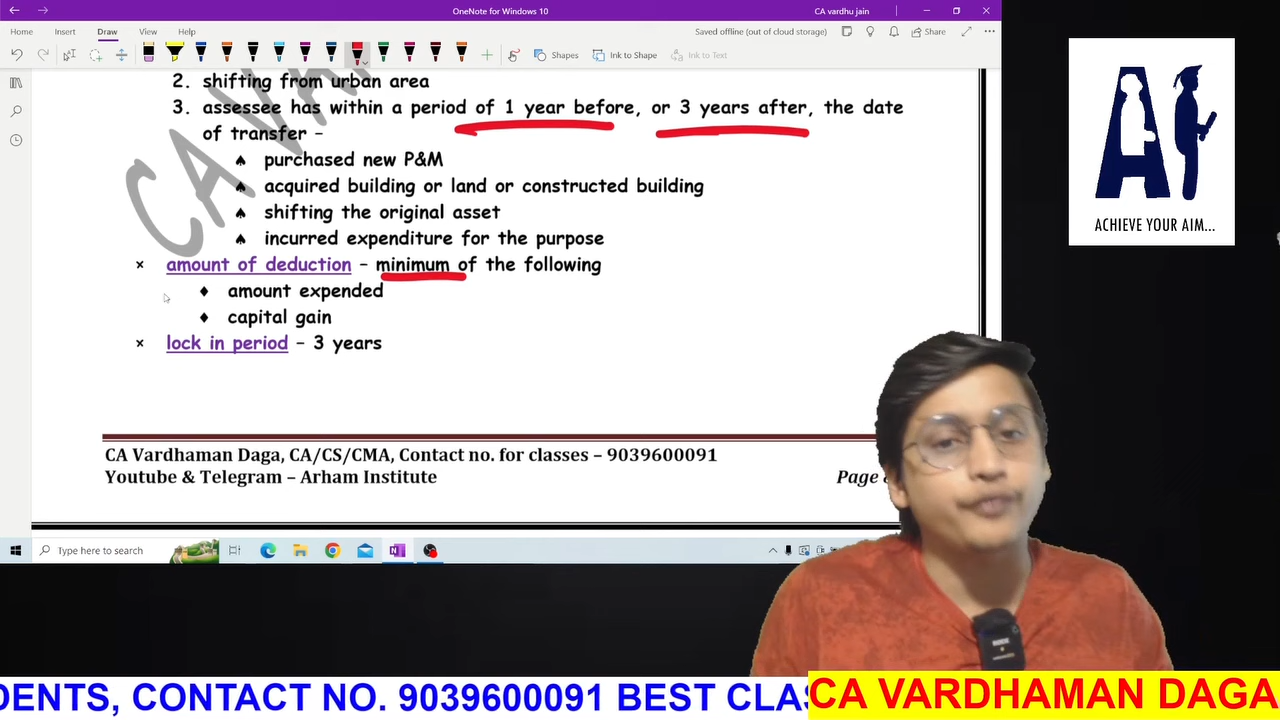 OneNote for Windows 10
CA vardhu jain
Home Insert Draw View Help
Saved offline (out of cloud storage)
Share
Shapes
Ink to Shape
Ink to Text
2. shifting from urban area
3. assessee has within a period of 1 year before, or 3 years after, the date
of transfer –
♠ purchased new P&M
♠ acquired building or land or constructed building
♠ shifting the original asset
♠ incurred expenditure for the purpose
× amount of deduction – minimum of the following
♦ amount expended
♦ capital gain
× lock in period – 3 years
CA VA
CA Vardhaman Daga, CA/CS/CMA, Contact no. for classes – 9039600091
Youtube & Telegram – Arham Institute
Page
Type here to search
ACHIEVE YOUR AIM...
DENTS, CONTACT NO. 9039600091 BEST CLAS
CA VARDHAMAN DAGA